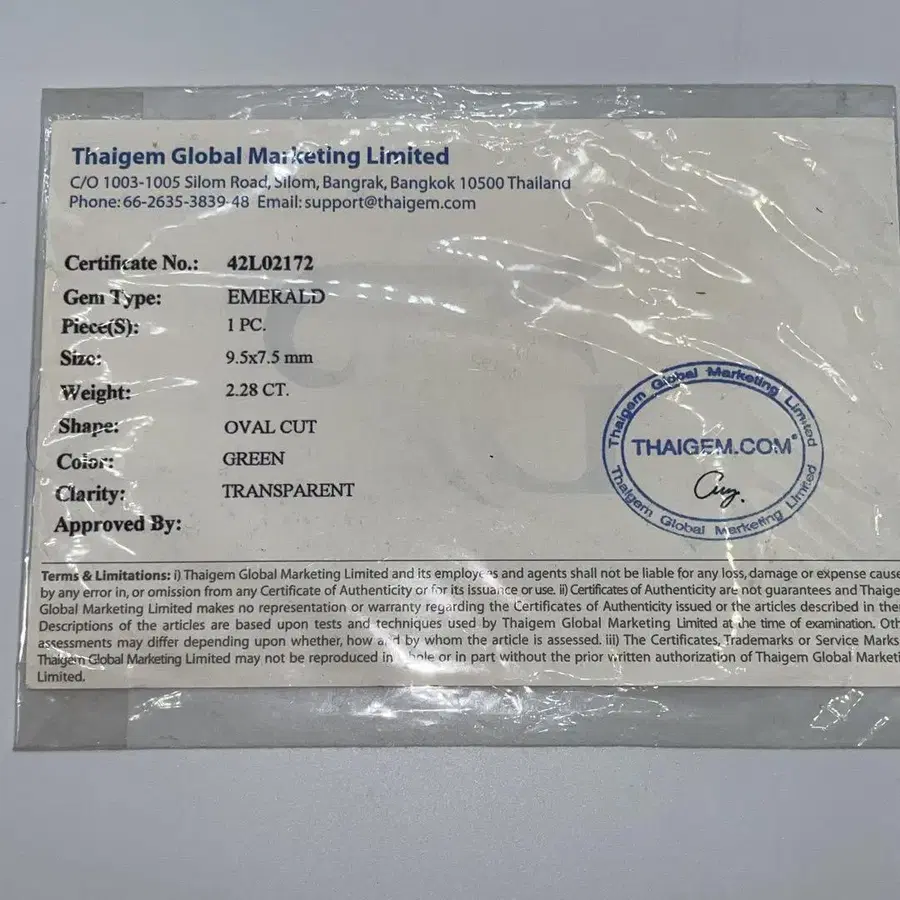 Thaigem Global Marketing Limited
C/O 1003-1005 Silom Road, Silom, Bangrak, Bangkok 10500 Thailand
Phone: 66-2635-3839-48 Email: support@thaigem.com
Certificate No.: 42L02172
Gem Type: EMERALD
Piece(S): 1 PC.
Size: 9.5x7.5 mm
Weight: 2.28 CT.
Shape: OVAL CUT
Color: GREEN
Clarity: TRANSPARENT
Approved By:
Thaigem Global Marketing Limited
THAIGEM.COM®
Thaigem Global Marketing Limited
Terms & Limitations: i) Thaigem Global Marketing Limited and its employees and agents shall not be liable for any loss, damage or expense cause
by any error in, or omission from any Certificate of Authenticity or for its issuance or use. ii) Certificates of Authenticity are not guarantees and Thaige
Global Marketing Limited makes no representation or warranty regarding the Certificates of Authenticity issued or the articles described in the
Descriptions of the articles are based upon tests and techniques used by Thaigem Global Marketing Limited at the time of examination. Oth
assessments may differ depending upon whether, how and by whom the article is assessed. iii) The Certificates, Trademarks or Service Marks
Thaigem Global Marketing Limited may not be reproduced in whole or in part without the prior written authorization of Thaigem Global Marketi
Limited.